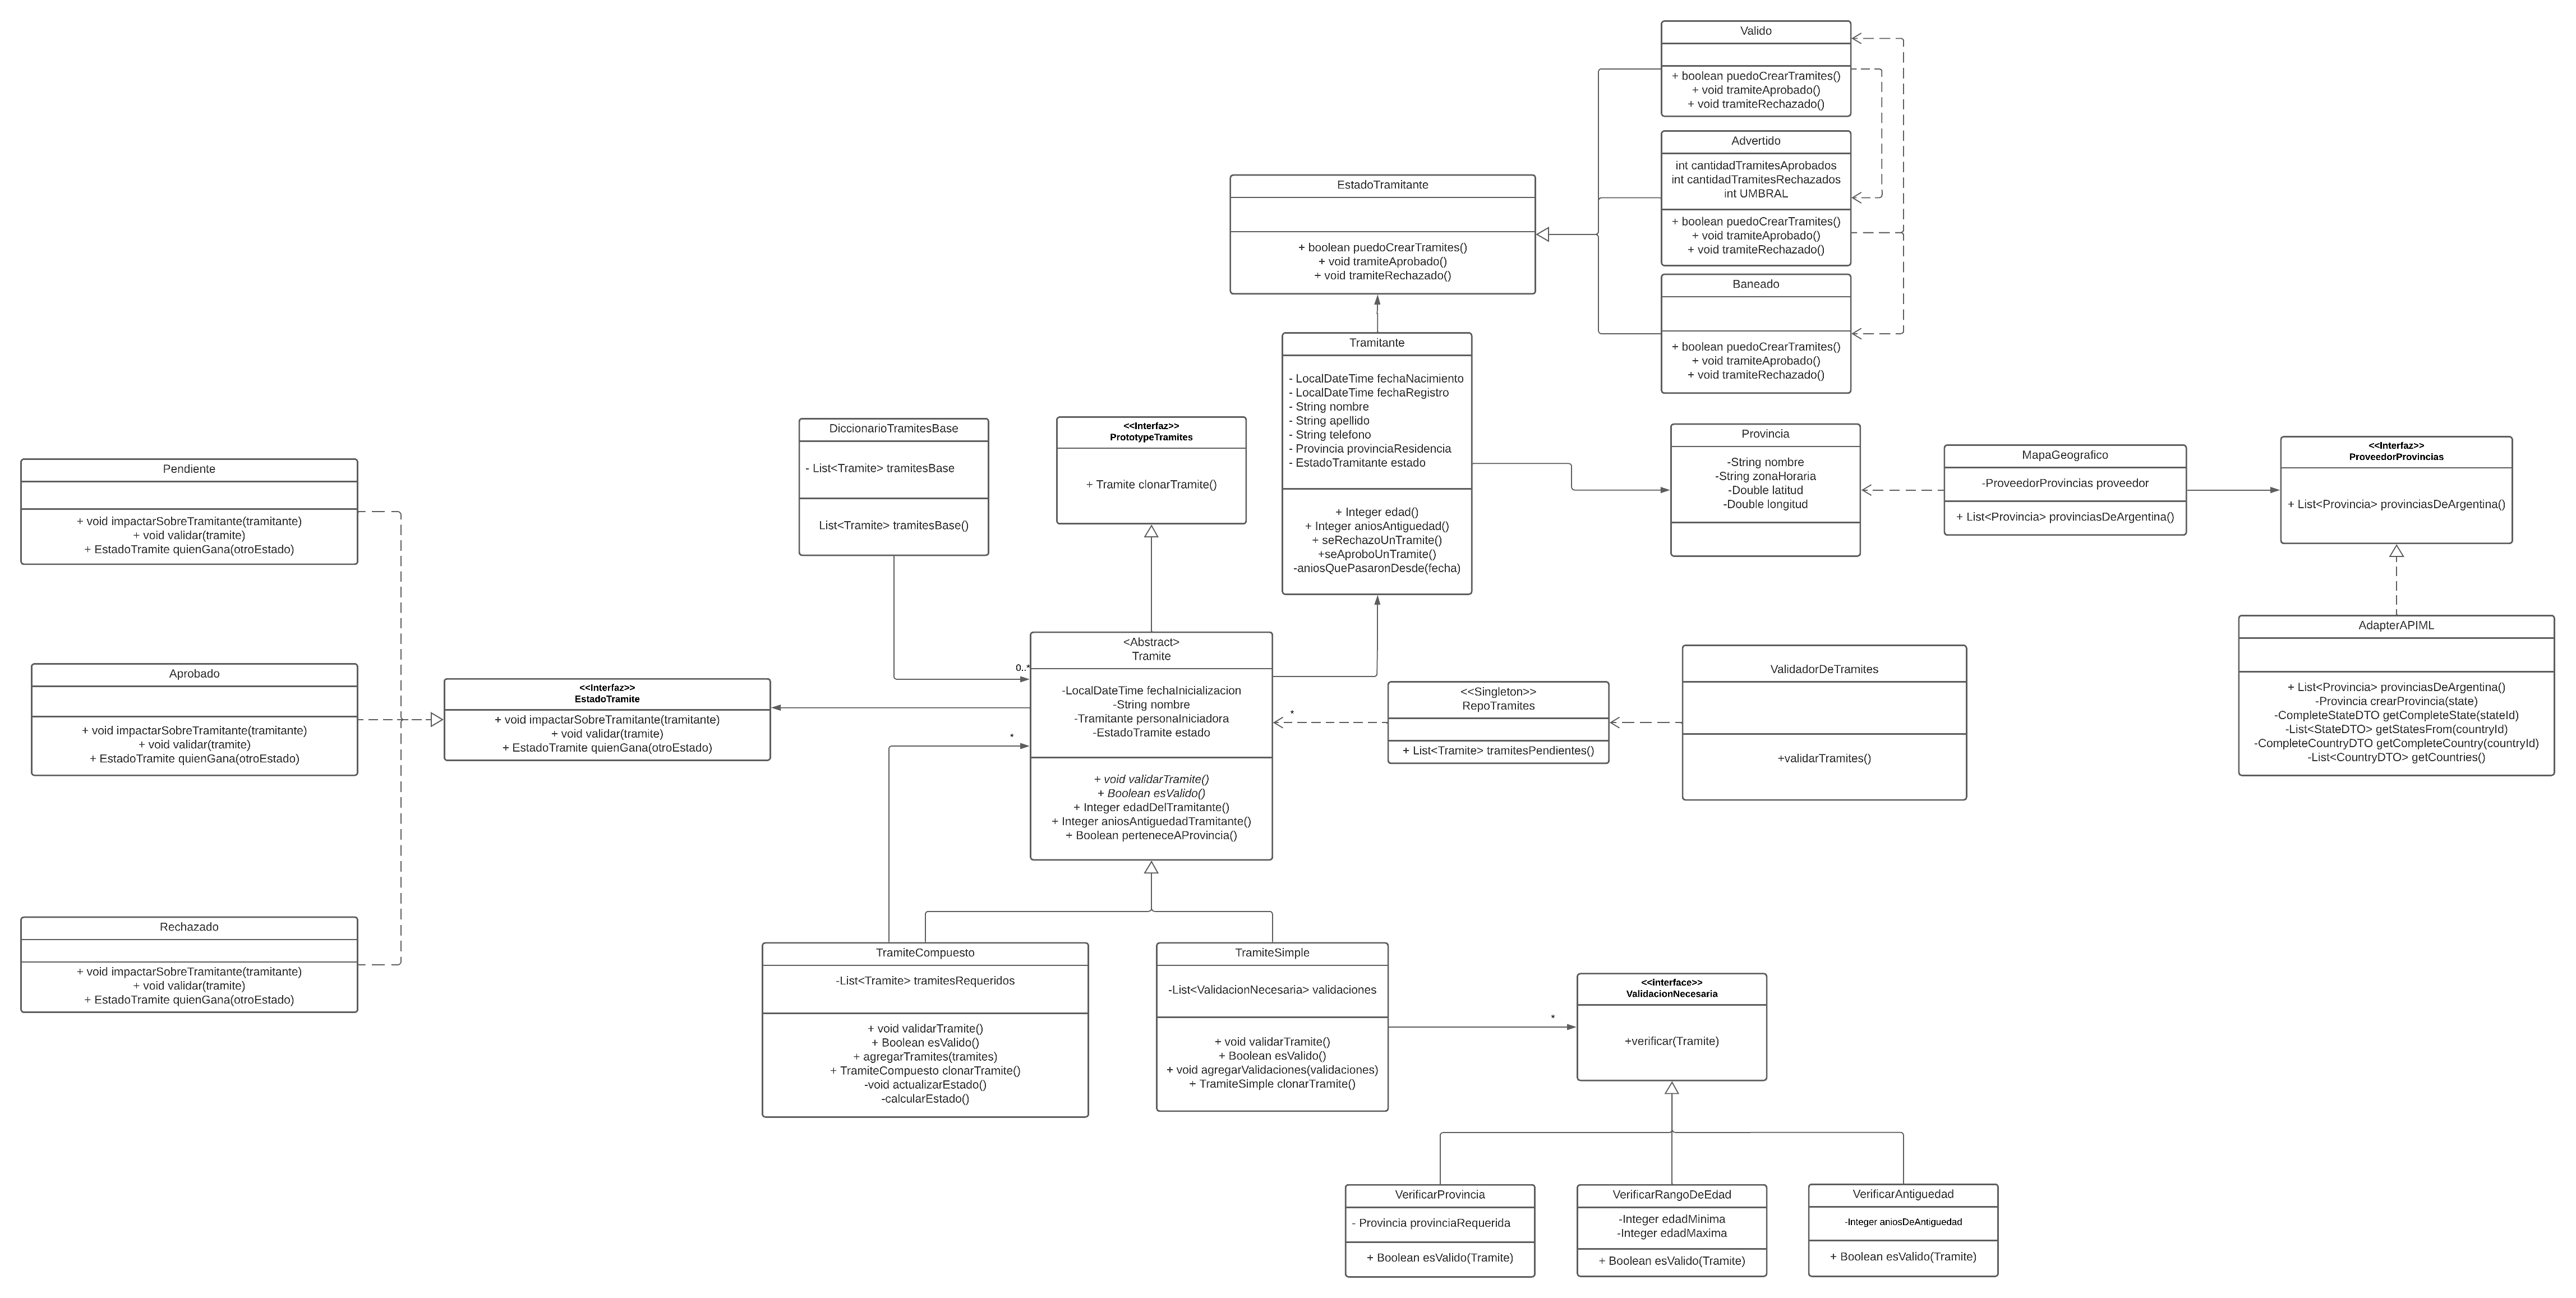 Valido
+ boolean puedoCrearTramites()
+ void tramiteAprobado()
+ void tramiteRechazado()
Advertido
int cantidadTramitesAprobados
int cantidadTramitesRechazados
int UMBRAL
+ boolean puedoCrearTramites()
+ void tramiteAprobado()
+ void tramiteRechazado()
Baneado
+ boolean puedoCrearTramites()
+ void tramiteAprobado()
+ void tramiteRechazado()
EstadoTramitante
+ boolean puedoCrearTramites()
+ void tramiteAprobado()
+ void tramiteRechazado()
Tramitante
- LocalDateTime fechaNacimiento
- LocalDateTime fechaRegistro
- String nombre
- String apellido
- String telefono
- Provincia provinciaResidencia
- EstadoTramitante estado
+ Integer edad()
+ Integer aniosAntiguedad()
+ seRechazoUnTramite()
+seAproboUnTramite()
-aniosQuePasaronDesde(fecha)
DiccionarioTramitesBase
- List<Tramite> tramitesBase
List<Tramite> tramitesBase()
<<Interfaz>>
PrototypeTramites
+ Tramite clonarTramite()
Provincia
-String nombre
-String zonaHoraria
-Double latitud
-Double longitud
MapaGeografico
-ProveedorProvincias proveedor
+ List<Provincia> provinciasDeArgentina()
<<Interfaz>>
ProveedorProvincias
+ List<Provincia> provinciasDeArgentina()
AdapterAPIML
+ List<Provincia> provinciasDeArgentina()
-Provincia crearProvincia(state)
-CompleteStateDTO getCompleteState(stateId)
-List<StateDTO> getStatesFrom(countryId)
-CompleteCountryDTO getCompleteCountry(countryId)
-List<CountryDTO> getCountries()
Pendiente
+ void impactarSobreTramitante(tramitante)
+ void validar(tramite)
+ EstadoTramite quienGana(otroEstado)
Aprobado
+ void impactarSobreTramitante(tramitante)
+ void validar(tramite)
+ EstadoTramite quienGana(otroEstado)
Rechazado
+ void impactarSobreTramitante(tramitante)
+ void validar(tramite)
+ EstadoTramite quienGana(otroEstado)
<<Interfaz>>
EstadoTramite
+ void impactarSobreTramitante(tramitante)
+ void validar(tramite)
+ EstadoTramite quienGana(otroEstado)
0..*
*
<Abstract>
Tramite
-LocalDateTime fechaInicializacion
-String nombre
-Tramitante personaIniciadora
-EstadoTramite estado
+ void validarTramite()
+ Boolean esValido()
+ Integer edadDelTramitante()
+ Integer aniosAntiguedadTramitante()
+ Boolean perteneceAProvincia()
*
<<Singleton>>
RepoTramites
+ List<Tramite> tramitesPendientes()
ValidadorDeTramites
+validarTramites()
TramiteCompuesto
-List<Tramite> tramitesRequeridos
+ void validarTramite()
+ Boolean esValido()
+ agregarTramites(tramites)
+ TramiteCompuesto clonarTramite()
-void actualizarEstado()
-calcularEstado()
TramiteSimple
-List<ValidacionNecesaria> validaciones
+ void validarTramite()
+ Boolean esValido()
+ void agregarValidaciones(validaciones)
+ TramiteSimple clonarTramite()
*
<<interface>>
ValidacionNecesaria
+verificar(Tramite)
VerificarProvincia
- Provincia provinciaRequerida
+ Boolean esValido(Tramite)
VerificarRangoDeEdad
-Integer edadMinima
-Integer edadMaxima
+ Boolean esValido(Tramite)
VerificarAntiguedad
-Integer aniosDeAntiguedad
+ Boolean esValido(Tramite)